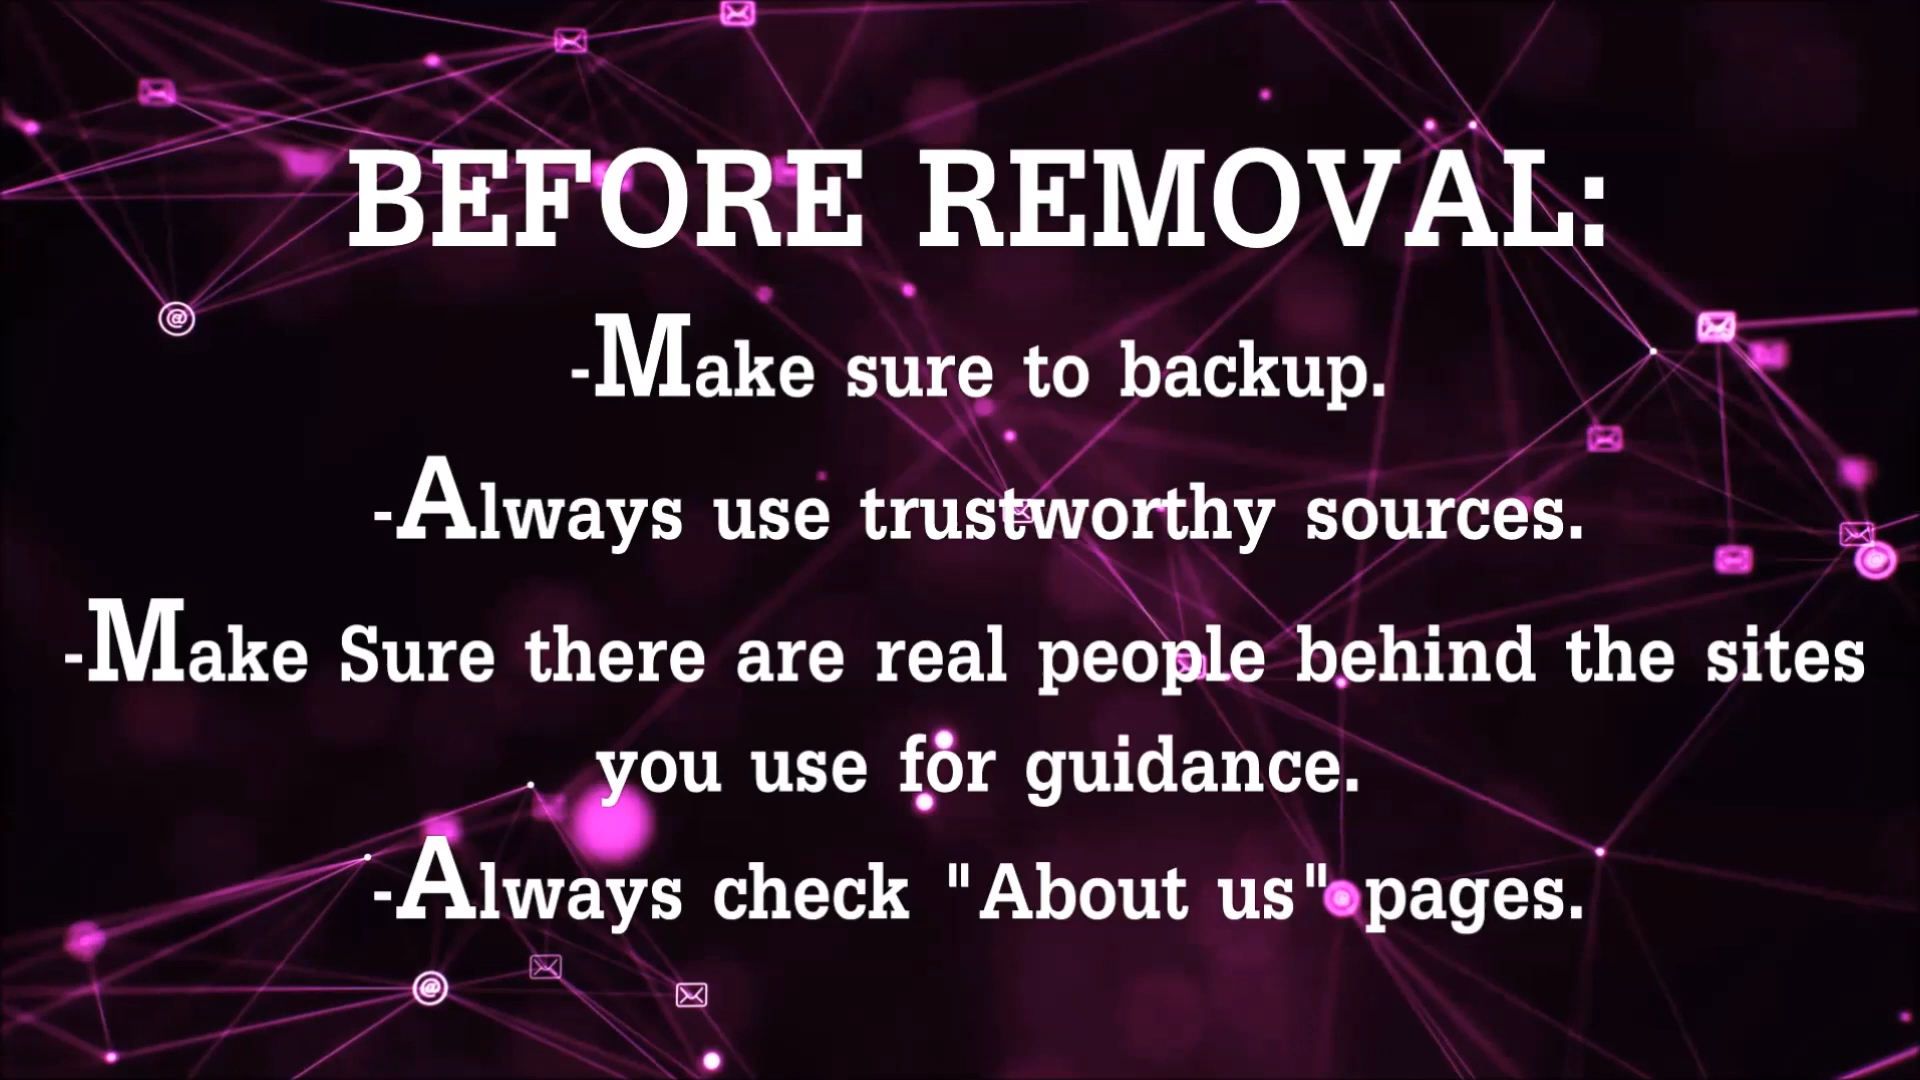 BEFORE REMOVAL:
-Make sure to backup.
-Always use trustworthy sources.
-Make Sure there are real people behind the sites
you use for guidance.
-Always check "About us" pages.